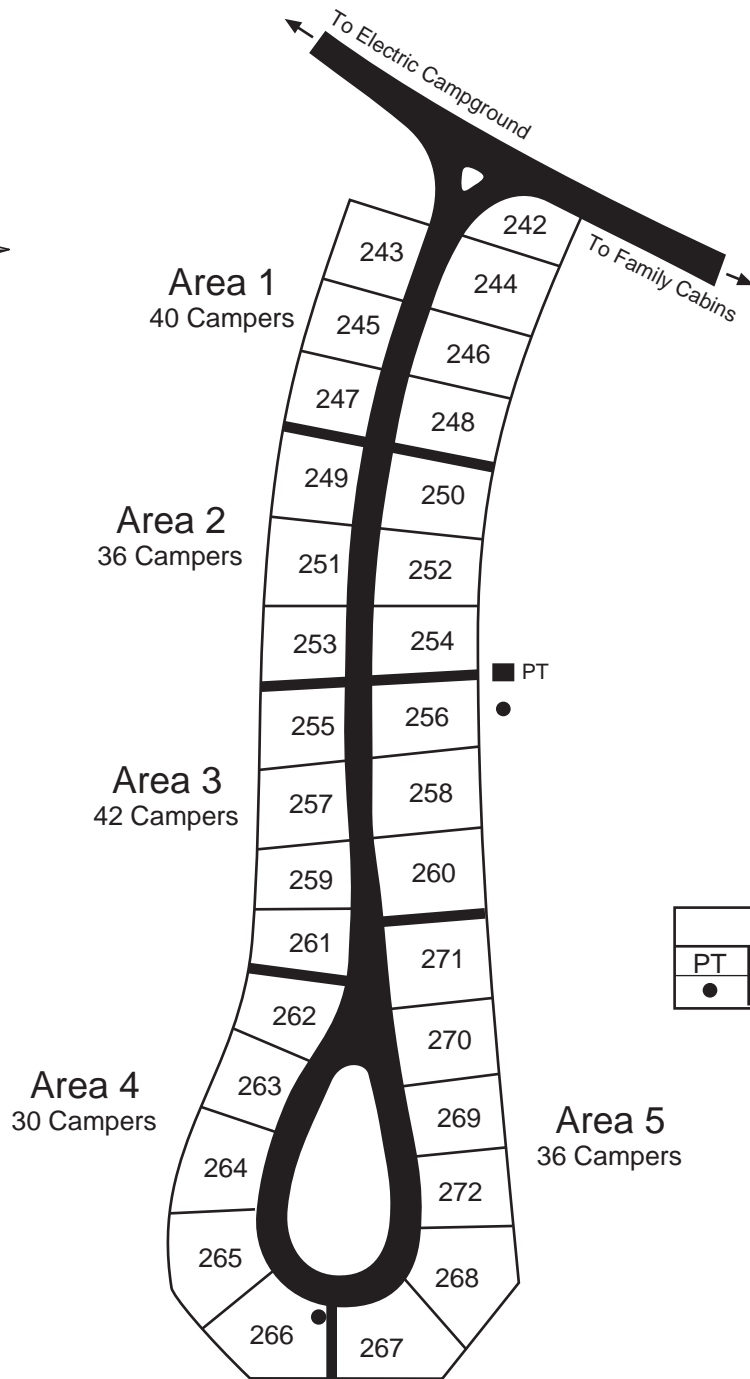 To Electric Campground
242
To Family Cabins
243
244
Area 1
40 Campers
245
246
247
248
249
250
Area 2
36 Campers
251
252
253
254
PT
255
256
Area 3
42 Campers
257
258
259
260
261
271
PT
262
270
Area 4
30 Campers
263
269
Area 5
36 Campers
264
272
265
268
266
267